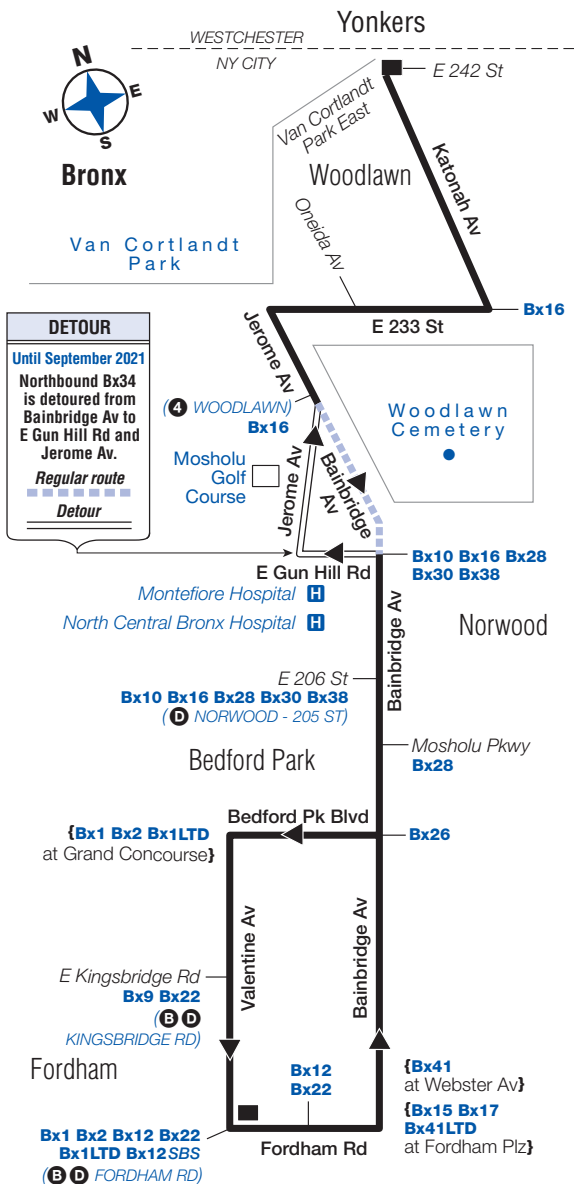 Yonkers
WESTCHESTER
NY CITY
E 242 St
N
E
W
S
Van Cortlandt
Park East
Bronx
Woodlawn
Katonah Av
Oneida Av
Van Cortlandt
Park
E 233 St
Bx16
Jerome Av
DETOUR
Until September 2021
Northbound Bx34
is detoured from
Bainbridge Av to
E Gun Hill Rd and
Jerome Av.
Regular route
Detour
(4 WOODLAWN)
Bx16
Woodlawn
Cemetery
Mosholu
Golf
Course
Jerome Av
Bainbridge
Av
E Gun Hill Rd
Bx10 Bx16 Bx28
Bx30 Bx38
Montefiore Hospital H
North Central Bronx Hospital H
Norwood
Bainbridge Av
E 206 St
Bx10 Bx16 Bx28 Bx30 Bx38
(D NORWOOD - 205 ST)
Mosholu Pkwy
Bx28
Bedford Park
Bedford Pk Blvd
{Bx1 Bx2 Bx1LTD
at Grand Concourse}
Bx26
Valentine Av
Bainbridge Av
E Kingsbridge Rd
Bx9 Bx22
(B D
KINGSBRIDGE RD)
Fordham
Bx12
Bx22
{Bx41
at Webster Av}
{Bx15 Bx17
Bx41LTD
at Fordham Plz}
Bx1 Bx2 Bx12 Bx22
Bx1LTD Bx12SBS
(B D FORDHAM RD)
Fordham Rd